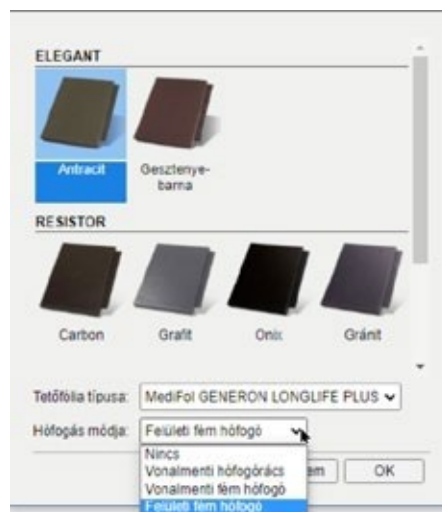 ELEGANT
Antracit
Gesztenye-
barna
RESISTOR
Carbon
Grafit
Onix
Gránit
Tetőfólia típusa: MediFol GENERON LONGLIFE PLUS
Hófogás módja: Felületi fém hófogó
Nincs
Vonalmenti hófogórács
Vonalmenti fém hófogó
Felületi fém hófogó
OK